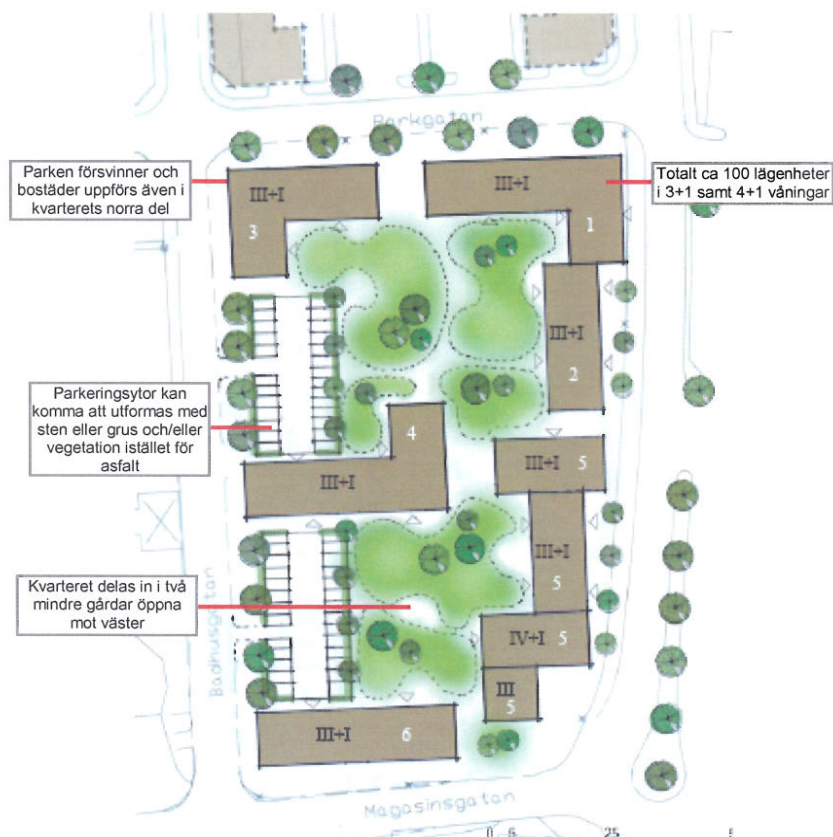 Parkgatan
Parken försvinner och
bostäder uppförs även i
kvarterets norra del
III+I
3
III+I
1
Totalt ca 100 lägenheter
i 3+1 samt 4+1 våningar
III+I
2
Parkeringsytor kan
komma att utformas med
sten eller grus och/eller
vegetation istället för
asfalt
4
III+I
III+I 5
III+I
5
Kvarteret delas in i två
mindre gårdar öppna
mot väster
Badhusgatan
IV+I 5
III
5
III+I 6
Magasinsgatan
0 5 25